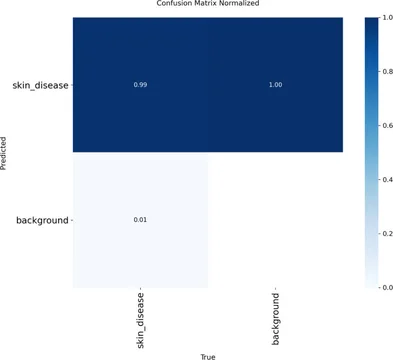 Confusion Matrix Normalized
skin_disease
0.99
1.00
background
0.01
Predicted
skin_disease
background
True
1.0
0.8
0.6
0.4
0.2
0.0